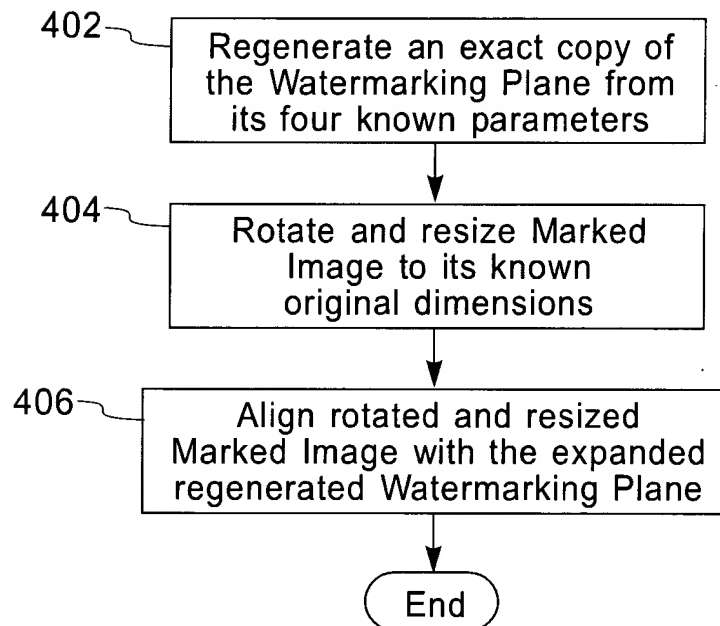 402
Regenerate an exact copy of
the Watermarking Plane from
its four known parameters
404
Rotate and resize Marked
Image to its known
original dimensions
406
Align rotated and resized
Marked Image with the expanded
regenerated Watermarking Plane
End